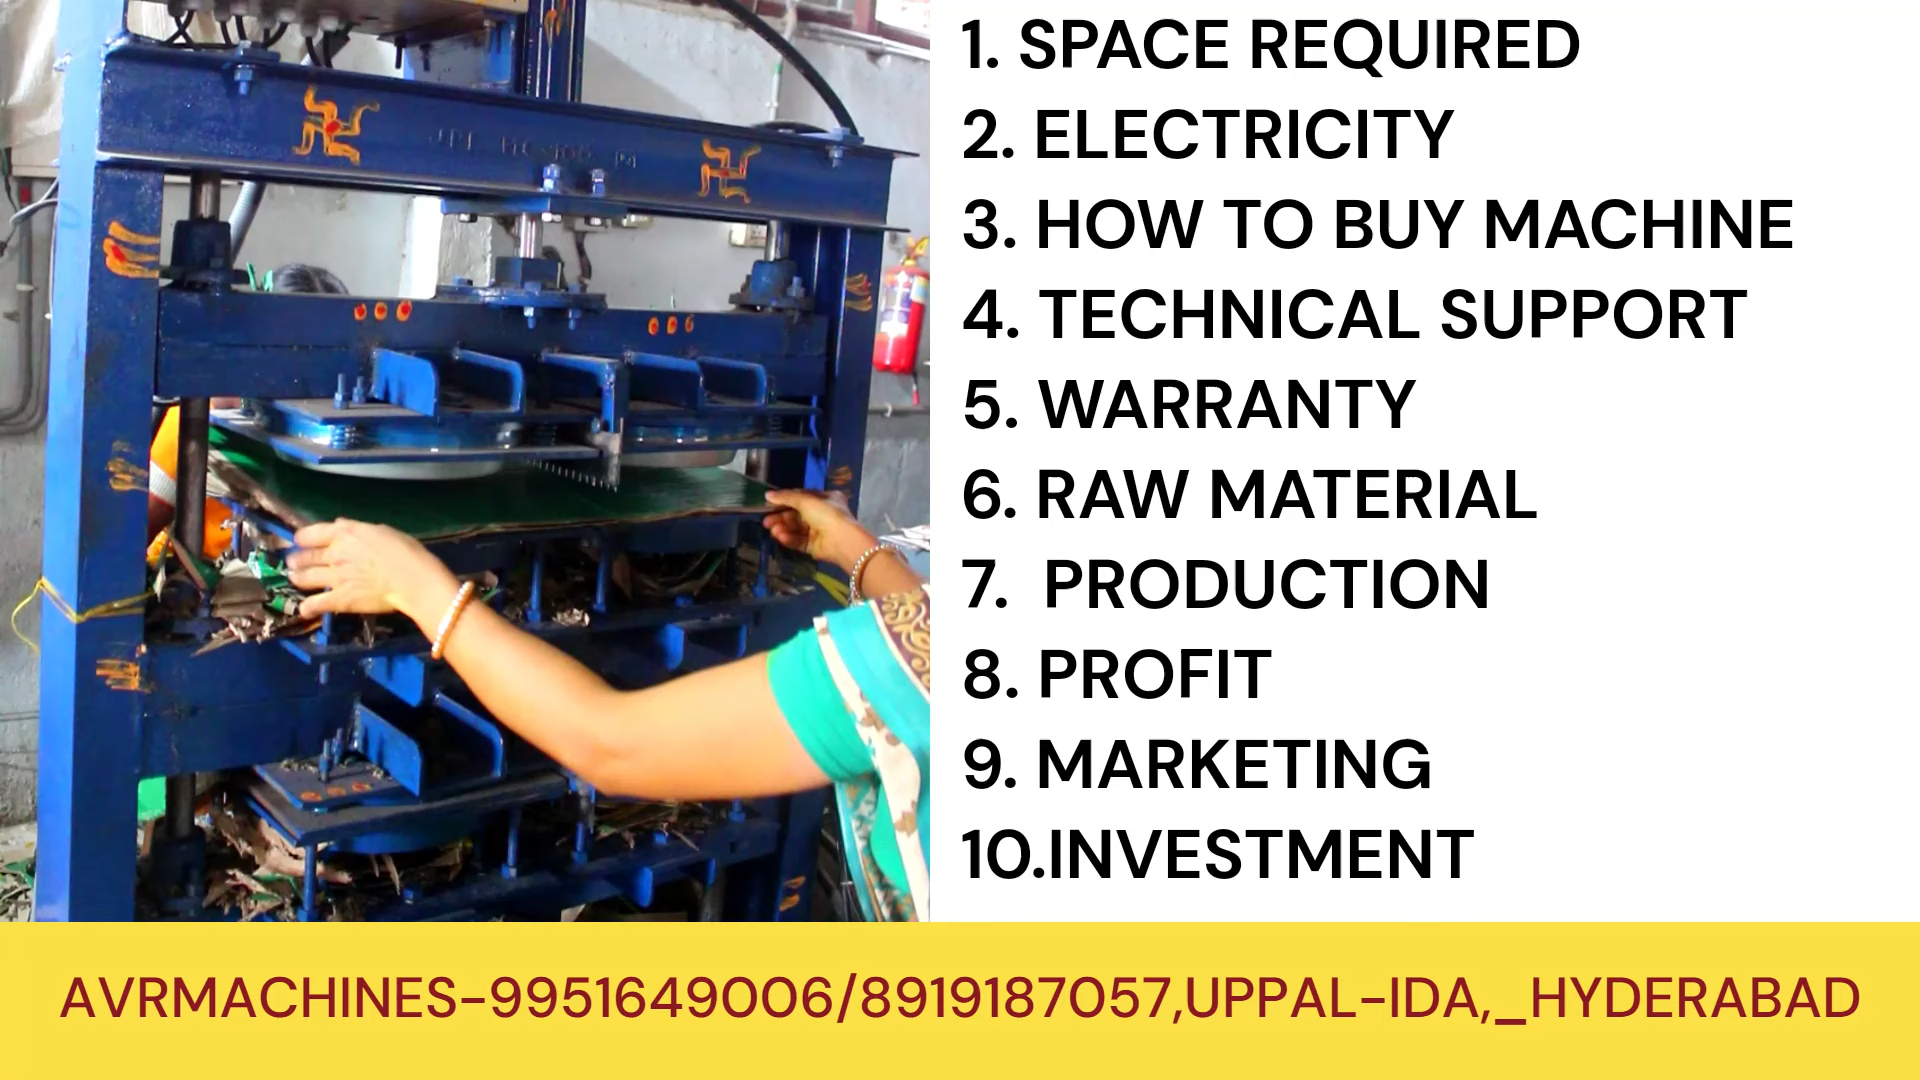 1. SPACE REQUIRED
2. ELECTRICITY
3. HOW TO BUY MACHINE
4. TECHNICAL SUPPORT
5. WARRANTY
6. RAW MATERIAL
7. PRODUCTION
8. PROFIT
9. MARKETING
10.INVESTMENT
AVRMACHINES-9951649006/8919187057,UPPAL-IDA,_HYDERABAD